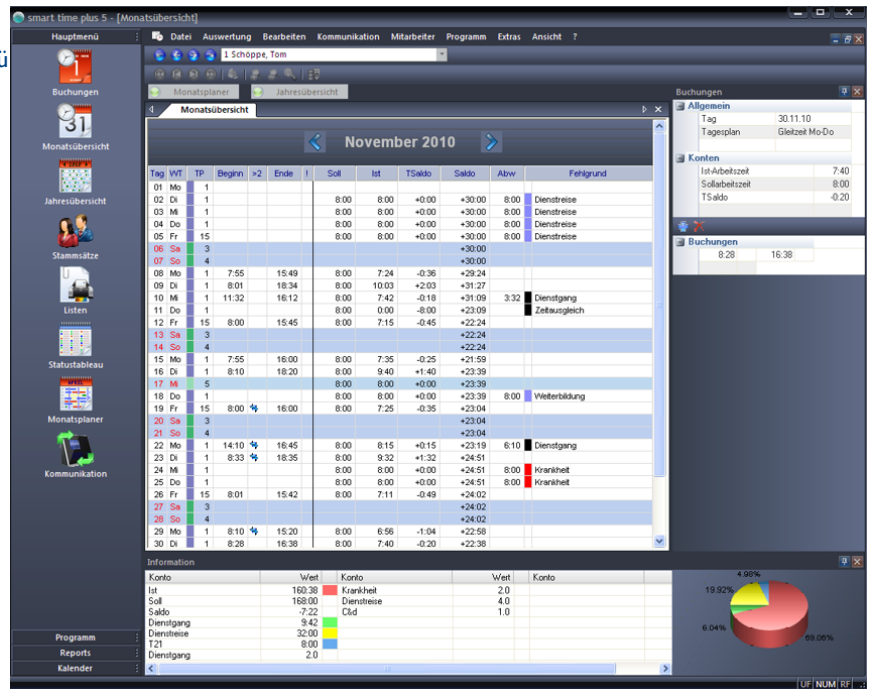 smart time plus 5 - [Monatsübersicht]
Hauptmenü
Datei Auswertung Bearbeiten Kommunikation Mitarbeiter Programm Extras Ansicht ?
ü
1 Schoppe, Tom
Buchungen
Monatsübersicht
Jahresübersicht
Stammsätze
Listen
Statustableau
Monatsplaner
Kommunikation
Programm
Reports
Kalender
Monatsplaner Jahresübersicht
Monatsübersicht
November 2010
Tag WT TP Beginn >2 Ende ! Soll Ist TSaldo Saldo Abw Fehlgrund
01 Mo 1
02 Di 1 8:00 8:00 +0:00 +30:00 8:00 Dienstreise
03 Mi 1 8:00 8:00 +0:00 +30:00 8:00 Dienstreise
04 Do 1 8:00 8:00 +0:00 +30:00 8:00 Dienstreise
05 Fr 15 8:00 8:00 +0:00 +30:00 8:00 Dienstreise
06 Sa 3 +30:00
07 So 4 +30:00
08 Mo 1 7:55 15:49 8:00 7:24 -0:36 +29:24
09 Di 1 8:01 18:34 8:00 10:03 +2:03 +31:27
10 Mi 1 11:32 16:12 8:00 7:42 -0:18 +31:09 3:32 Dienstgang
11 Do 1 8:00 0:00 -8:00 +23:09 Zeitausgleich
12 Fr 15 8:00 15:45 8:00 7:15 -0:45 +22:24
13 Sa 3 +22:24
14 So 4 +22:24
15 Mo 1 7:55 16:00 8:00 7:35 -0:25 +21:59
16 Di 1 8:10 18:20 8:00 9:40 +1:40 +23:39
17 Mi 5 8:00 8:00 +0:00 +23:39
18 Do 1 8:00 8:00 +0:00 +23:39 8:00 Weiterbildung
19 Fr 15 8:00 16:00 8:00 7:25 -0:35 +23:04
20 Sa 3 +23:04
21 So 4 +23:04
22 Mo 1 14:10 16:45 8:00 8:15 +0:15 +23:19 6:10 Dienstgang
23 Di 1 8:33 18:35 8:00 9:32 +1:32 +24:51
24 Mi 1 8:00 8:00 +0:00 +24:51 8:00 Krankheit
25 Do 1 8:00 8:00 +0:00 +24:51 8:00 Krankheit
26 Fr 15 8:01 15:42 8:00 7:11 -0:49 +24:02
27 Sa 3 +24:02
28 So 4 +24:02
29 Mo 1 8:10 15:20 8:00 6:56 -1:04 +22:58
30 Di 1 8:28 16:38 8:00 7:40 -0:20 +22:38
Buchungen
Allgemein
Tag 30.11.10
Tagesplan Gleitzeit Mo-Do
Konten
Ist-Arbeitszeit 7:40
Sollarbeitszeit 8:00
TSaldo -0:20
Buchungen
8:28 16:38
Information
Konto Wert Konto Wert Konto
Ist 160:38 Krankheit 2.0
Soll 168:00 Dienstreise 4.0
Saldo -7:22 C&d 1.0
Dienstgang 9:42
Dienstreise 32:00
T21 8:00
Dienstgang 2.0
4.98%
19.92%
6.04%
69.06%
UF NUM RF